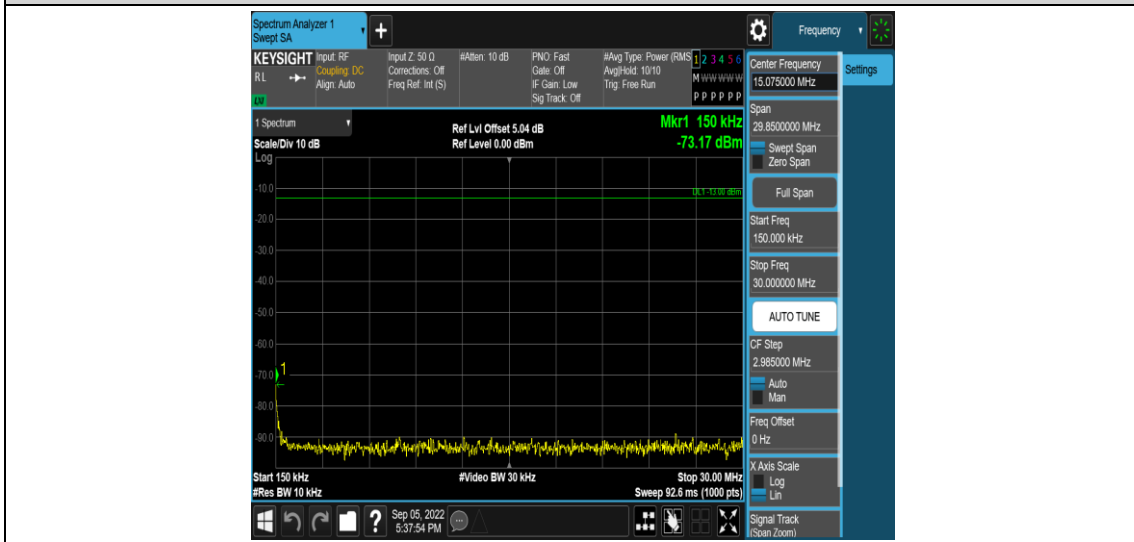 Spectrum Analyzer 1
Swept SA
+
Frequency
KEYSIGHT
RL
LXI
Input: RF
Coupling: DC
Align: Auto
Input Z: 50 Ω
Corrections: Off
Freq Ref: Int (S)
#Atten: 10 dB
PNO: Fast
Gate: Off
IF Gain: Low
Sig Track: Off
#Avg Type: Power (RMS
Avg|Hold: 10/10
Trig: Free Run
1 2 3 4 5 6
M W W W W W
P P P P P P
1 Spectrum
Scale/Div 10 dB
Log
Ref Lvl Offset 5.04 dB
Ref Level 0.00 dBm
Mkr1 150 kHz
-73.17 dBm
-10.0
DL1 -13.00 dBm
-20.0
-30.0
-40.0
-50.0
-60.0
-70.0
1
-80.0
-90.0
Start 150 kHz
#Video BW 30 kHz
Stop 30.00 MHz
#Res BW 10 kHz
Sweep 92.6 ms (1000 pts)
?
Sep 05, 2022
5:37:54 PM
Center Frequency
15.075000 MHz
Settings
Span
29.8500000 MHz
Swept Span
Zero Span
Full Span
Start Freq
150.000 kHz
Stop Freq
30.000000 MHz
AUTO TUNE
CF Step
2.985000 MHz
Auto
Man
Freq Offset
0 Hz
X Axis Scale
Log
Lin
Signal Track
(Span Zoom)